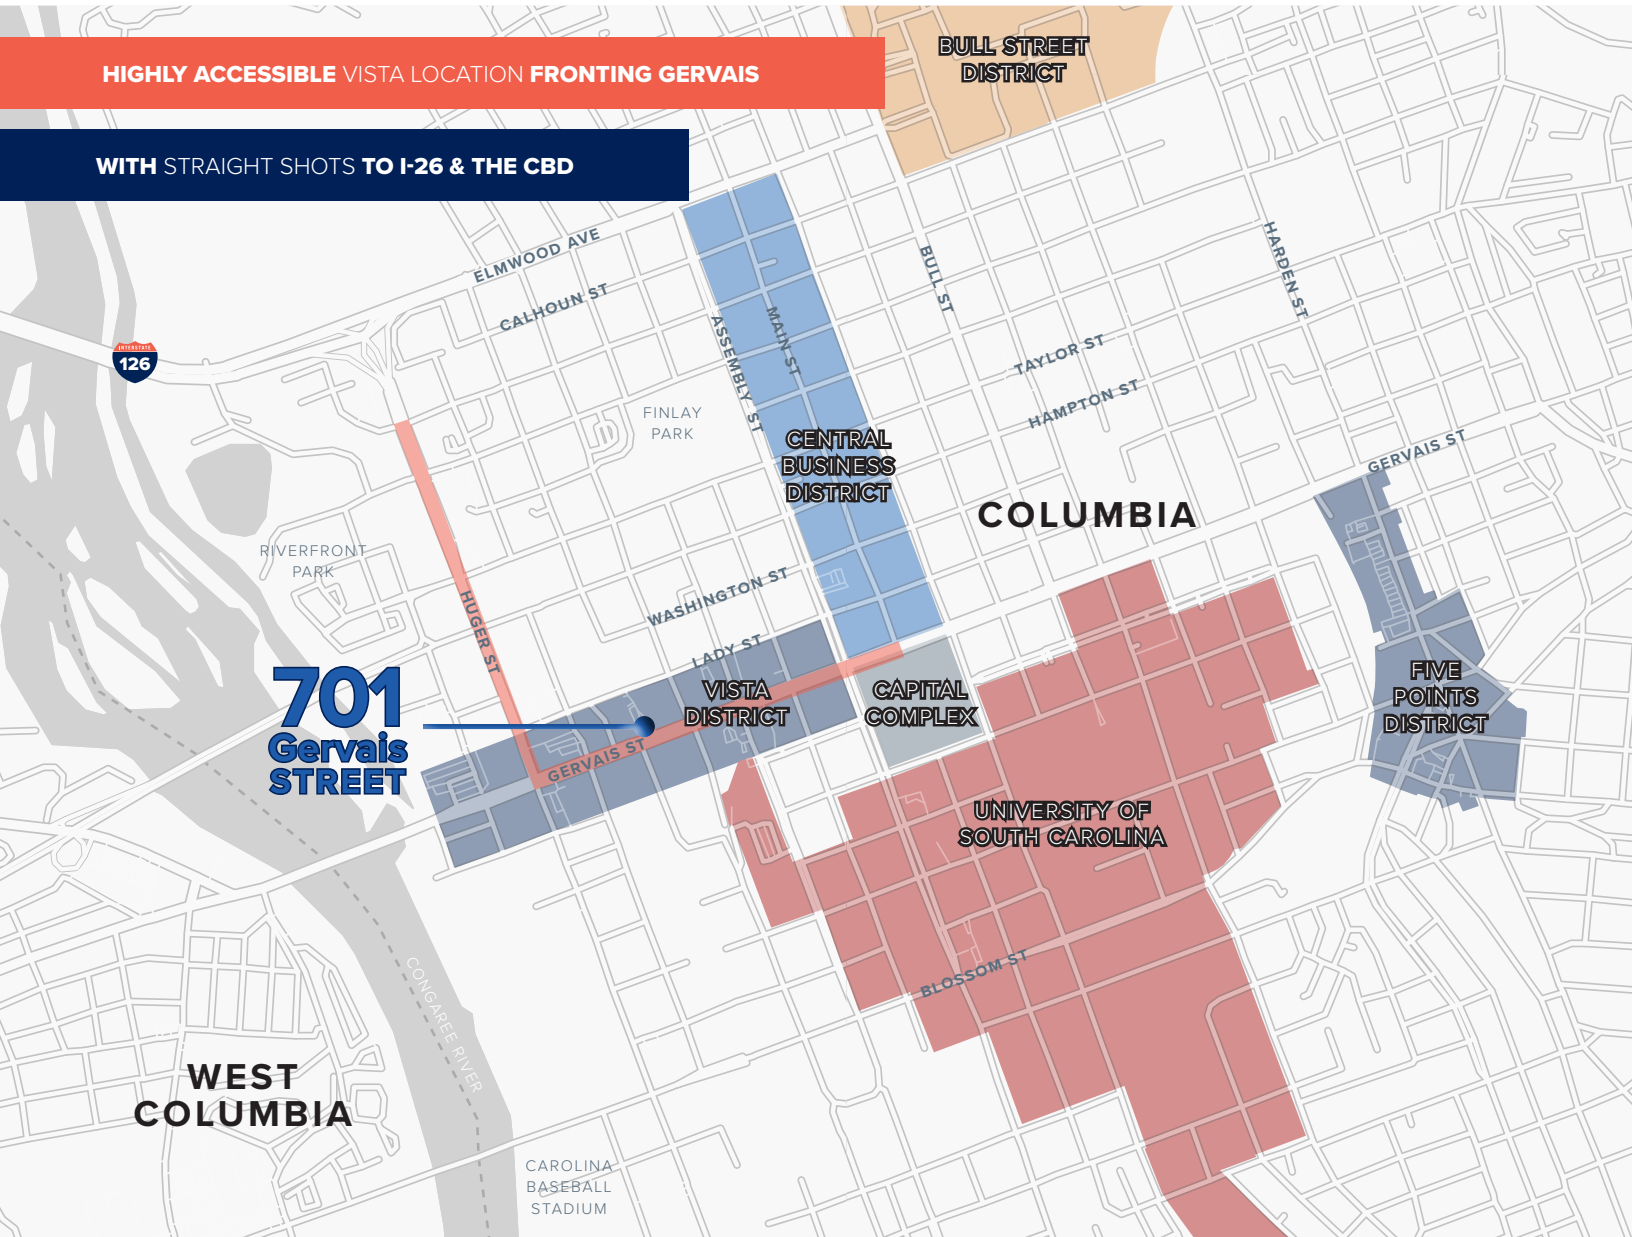 BULL STREET
DISTRICT
HIGHLY ACCESSIBLE VISTA LOCATION FRONTING GERVAIS
WITH STRAIGHT SHOTS TO I-26 & THE CBD
ELMWOOD AVE
CALHOUN ST
BULL ST
HARDEN ST
MAIN ST
ASSEMBLY ST
INTERSTATE
126
TAYLOR ST
HAMPTON ST
FINLAY
PARK
CENTRAL
BUSINESS
DISTRICT
GERVAIS ST
COLUMBIA
RIVERFRONT
PARK
WASHINGTON ST
HUGER ST
LADY ST
701
Gervais
STREET
VISTA
DISTRICT
CAPITAL
COMPLEX
FIVE
POINTS
DISTRICT
GERVAIS ST
UNIVERSITY OF
SOUTH CAROLINA
BLOSSOM ST
CONGAREE RIVER
WEST
COLUMBIA
CAROLINA
BASEBALL
STADIUM